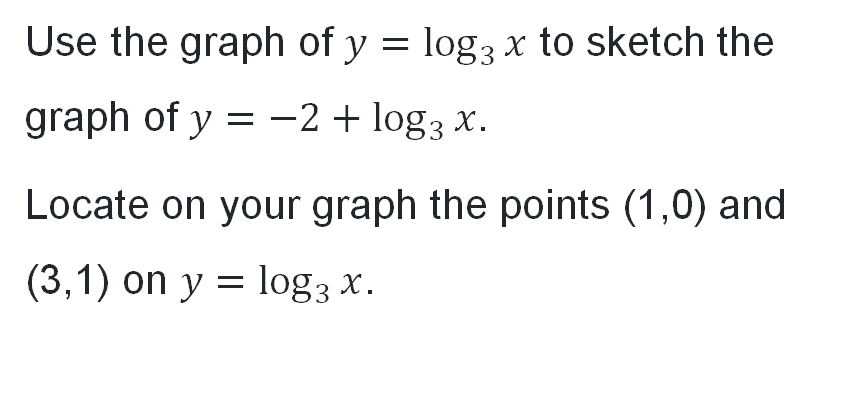 Use the graph of y = log₃ x to sketch the
graph of y = −2 + log₃ x.
Locate on your graph the points (1,0) and
(3,1) on y = log₃ x.